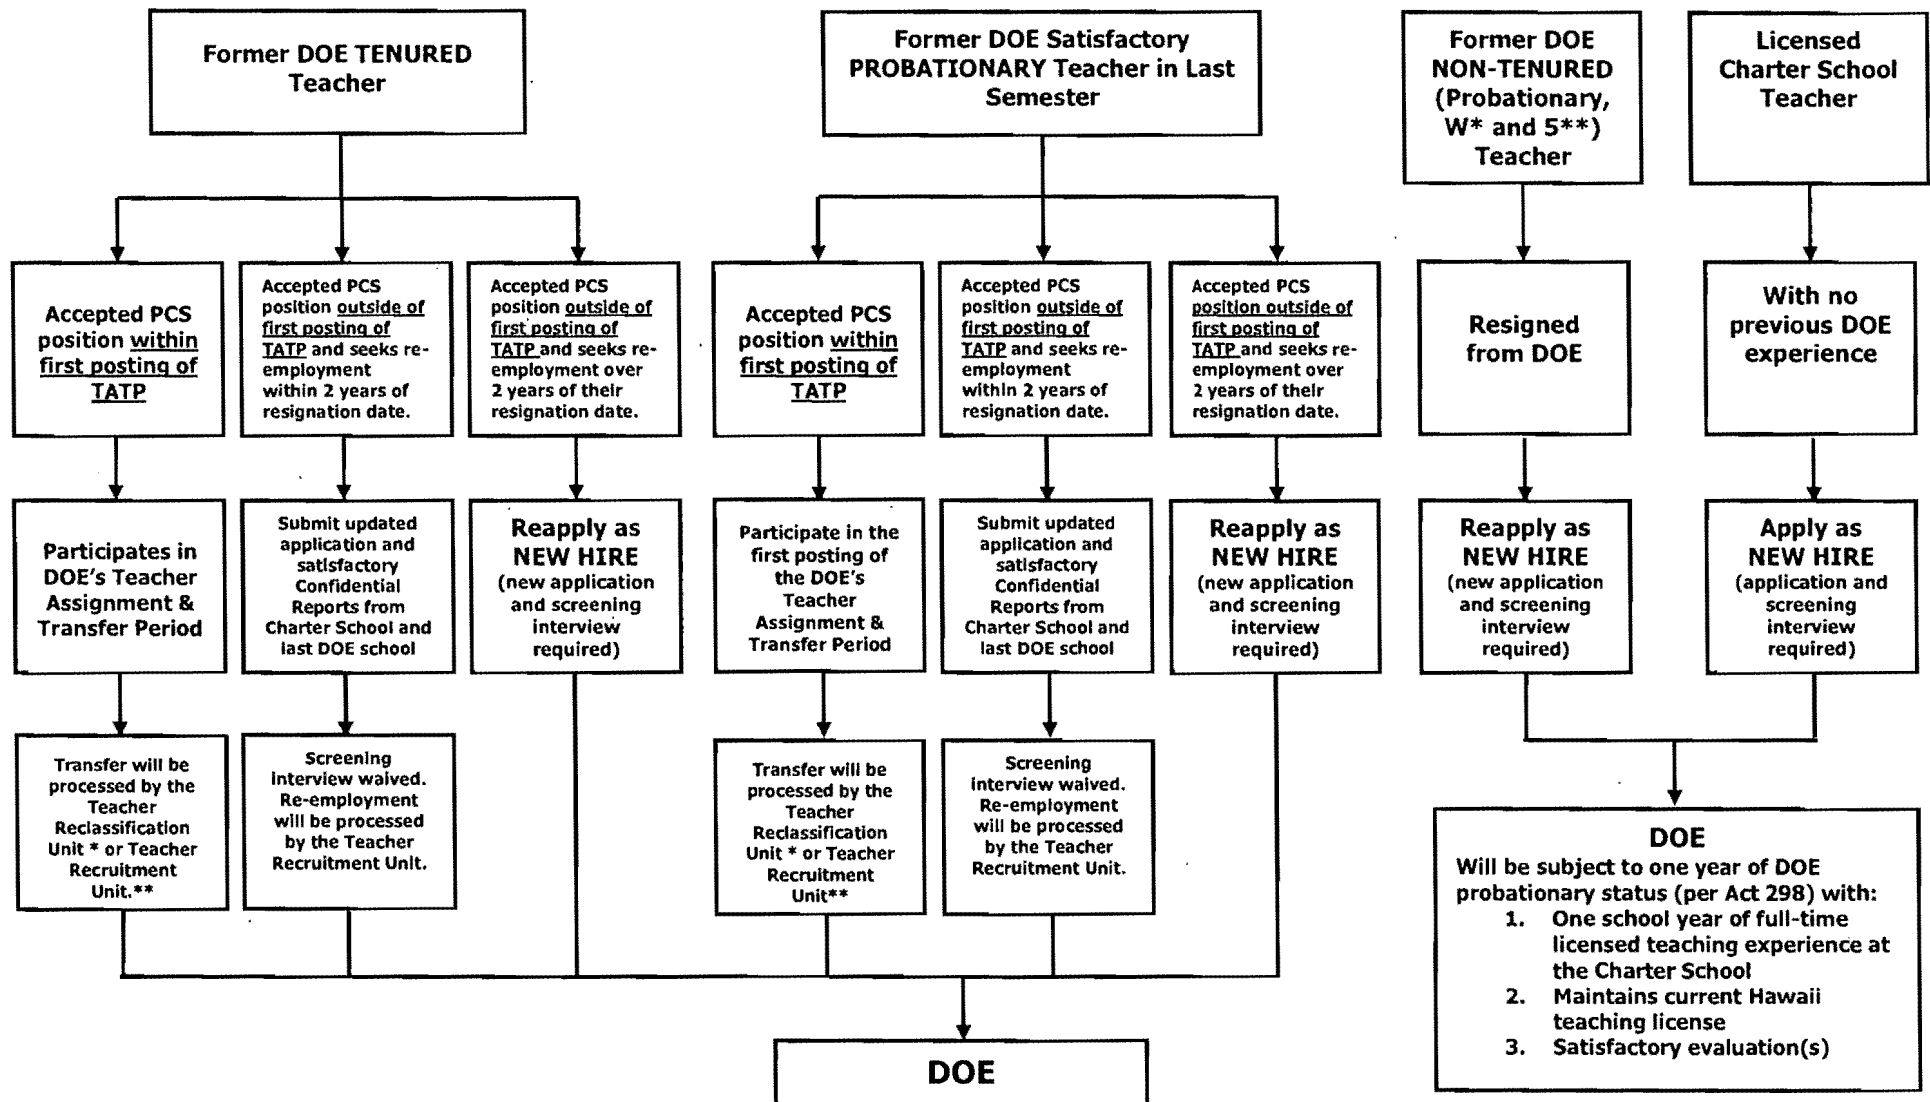 Former DOE TENURED
Teacher
Former DOE Satisfactory
PROBATIONARY Teacher in Last
Semester
Former DOE
NON-TENURED
(Probationary,
W* and 5**)
Teacher
Licensed
Charter School
Teacher
Accepted PCS
position within
first posting of
TATP
Accepted PCS
position outside of
first posting of
TATP and seeks re-
employment
within 2 years of
resignation date.
Accepted PCS
position outside of
first posting of
TATP and seeks re-
employment over
2 years of their
resignation date.
Accepted PCS
position within
first posting of
TATP
Accepted PCS
position outside of
first posting of
TATP and seeks re-
employment
within 2 years of
resignation date.
Accepted PCS
position outside of
first posting of
TATP and seeks re-
employment over
2 years of their
resignation date.
Resigned
from DOE
With no
previous DOE
experience
Participates in
DOE's Teacher
Assignment &
Transfer Period
Submit updated
application and
satisfactory
Confidential
Reports from
Charter School and
last DOE school
Reapply as
NEW HIRE
(new application
and screening
interview
required)
Participate in the
first posting of
the DOE's
Teacher
Assignment &
Transfer Period
Submit updated
application and
satisfactory
Confidential
Reports from
Charter School and
last DOE school
Reapply as
NEW HIRE
(new application
and screening
interview
required)
Reapply as
NEW HIRE
(new application
and screening
interview
required)
Apply as
NEW HIRE
(application and
screening
interview
required)
Transfer will be
processed by the
Teacher
Reclassification
Unit * or Teacher
Recruitment
Unit.**
Screening
interview waived.
Re-employment
will be processed
by the Teacher
Recruitment Unit.
Transfer will be
processed by the
Teacher
Reclassification
Unit * or Teacher
Recruitment
Unit**
Screening
interview waived.
Re-employment
will be processed
by the Teacher
Recruitment Unit.
DOE
Will be subject to one year of DOE
probationary status (per Act 298) with:
1. One school year of full-time
licensed teaching experience at
the Charter School
2. Maintains current Hawaii
teaching license
3. Satisfactory evaluation(s)
DOE